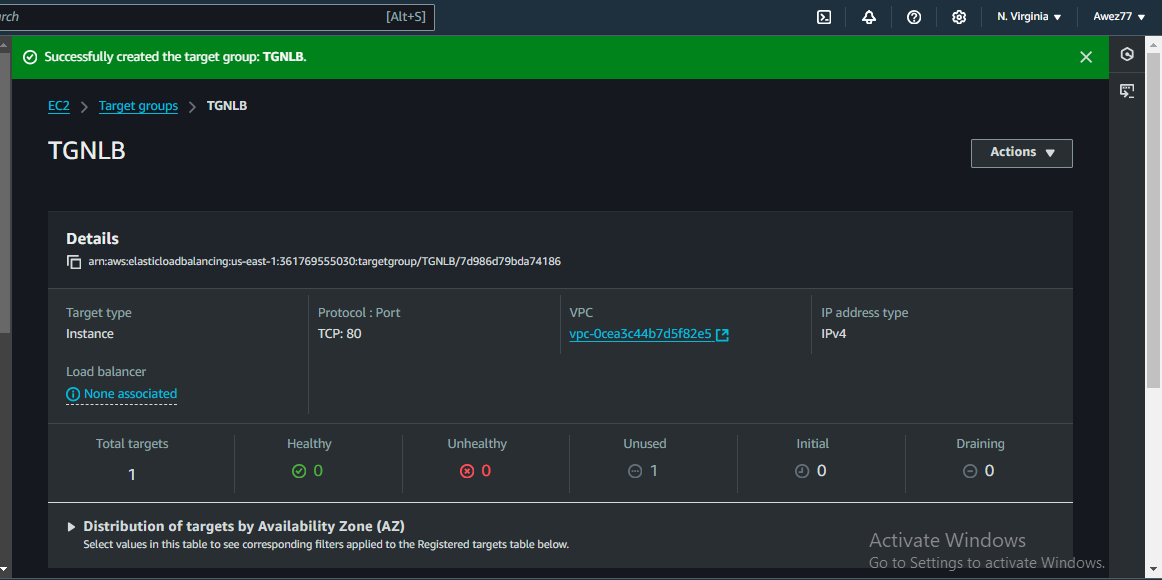 rch [Alt+S] N. Virginia ▼ Awez77 ▼
Successfully created the target group: TGNLB.
EC2 > Target groups > TGNLB
TGNLB
Actions ▼
Details
arn:aws:elasticloadbalancing:us-east-1:361769555030:targetgroup/TGNLB/7d986d79bda74186
Target type Protocol : Port VPC IP address type
Instance TCP: 80 vpc-0cea3c44b7d5f82e5 IPv4
Load balancer
None associated
Total targets Healthy Unhealthy Unused Initial Draining
1 0 0 1 0 0
Distribution of targets by Availability Zone (AZ)
Select values in this table to see corresponding filters applied to the Registered targets table below.
Activate Windows
Go to Settings to activate Windows.